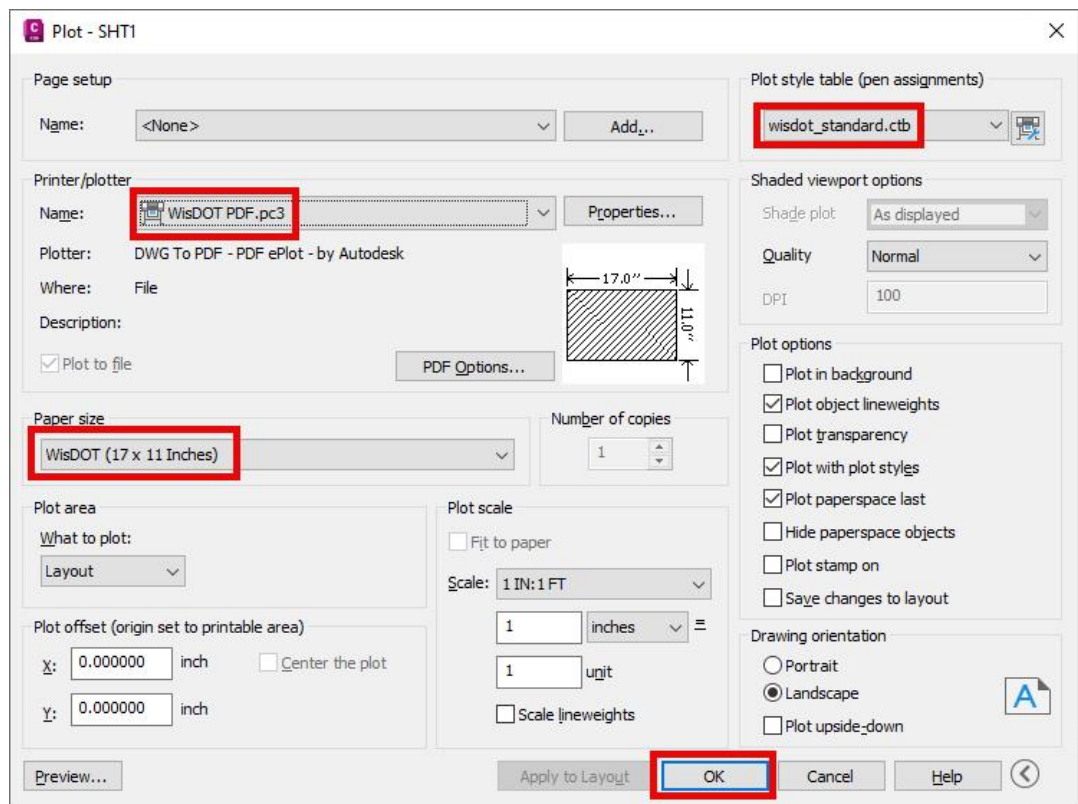 Plot - SHT1
Page setup
Name: <None> Add...
Printer/plotter
Name: WisDOT PDF.pc3 Properties...
Plotter: DWG To PDF - PDF ePlot - by Autodesk
Where: File
Description:
Plot to file
PDF Options...
17.0"
11.0"
Paper size
WisDOT (17 x 11 Inches)
Number of copies
1
Plot area
What to plot:
Layout
Plot offset (origin set to printable area)
X: 0.000000 inch Center the plot
Y: 0.000000 inch
Plot scale
Fit to paper
Scale: 1 IN:1 FT
1 inches =
1 unit
Scale lineweights
Plot style table (pen assignments)
wisdot_standard.ctb
Shaded viewport options
Shade plot As displayed
Quality Normal
DPI 100
Plot options
Plot in background
Plot object lineweights
Plot transparency
Plot with plot styles
Plot paperspace last
Hide paperspace objects
Plot stamp on
Save changes to layout
Drawing orientation
Portrait
Landscape
Plot upside-down
A
Preview... Apply to Layout OK Cancel Help